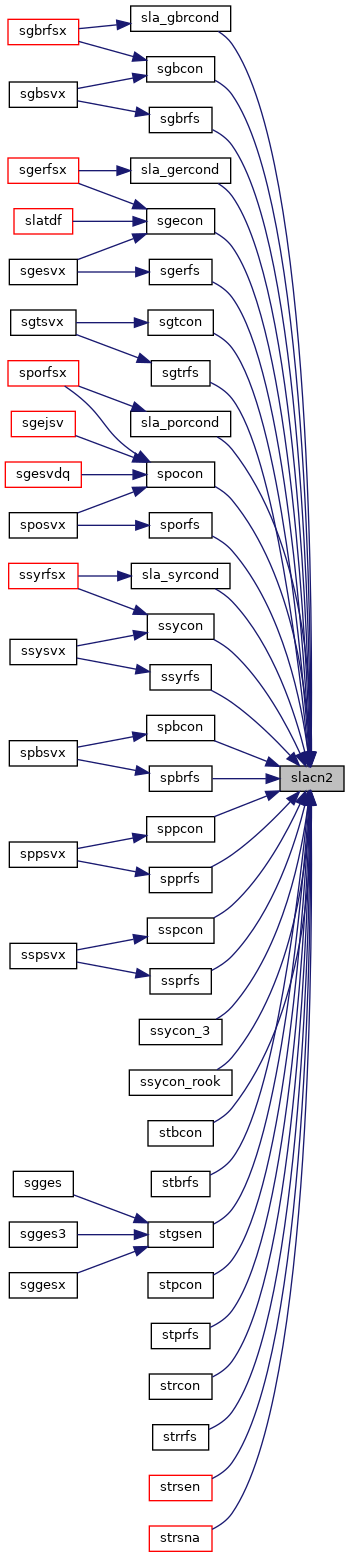 sla_gbrcond
sgbrfsx
sgbcon
sgbsvx
sgbrfs
sgerfsx
sla_gercond
slatdf
sgecon
sgesvx
sgerfs
sgtsvx
sgtcon
sporfsx
sgtrfs
sgejsv
sla_porcond
sgesvdq
spocon
sposvx
sporfs
ssyrfsx
sla_syrcond
ssycon
ssysvx
ssyrfs
spbcon
spbsvx
spbrfs
slacn2
sppcon
sppsvx
spprfs
sspcon
sspsvx
ssprfs
ssycon_3
ssycon_rook
stbcon
sgges
stbrfs
sgges3
stgsen
sggesx
stpcon
stprfs
strcon
strrfs
strsen
strsna